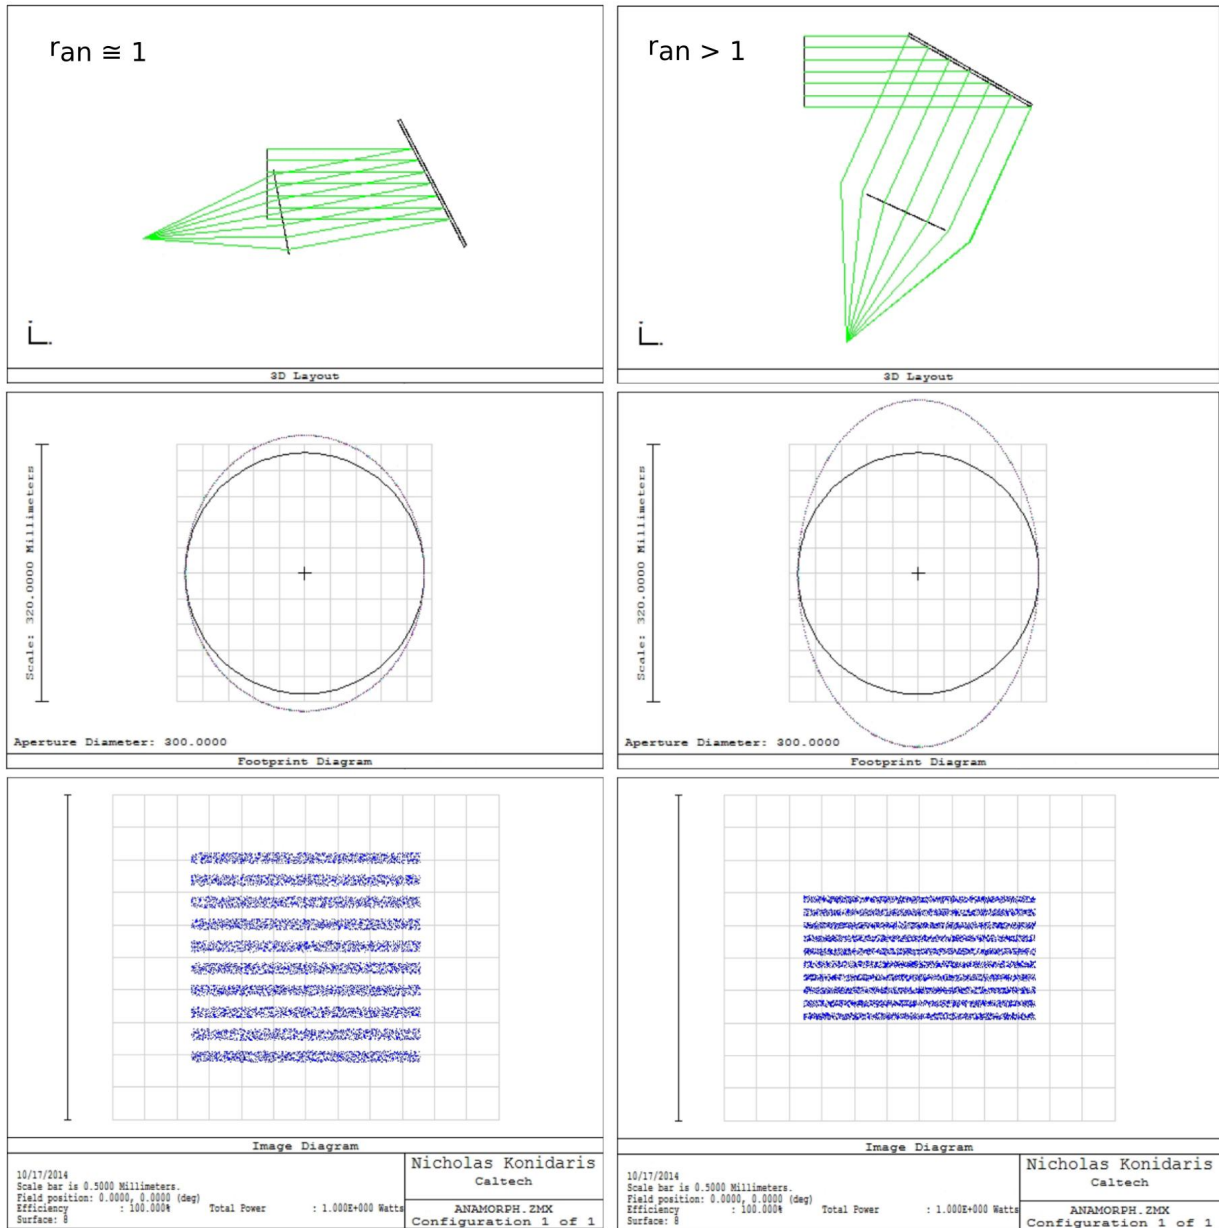 r an ≅ 1
3D Layout
Scale: 320.0000 Millimeters
Aperture Diameter: 300.0000
Footprint Diagram
Image Diagram
10/17/2014
Scale bar is 0.5000 Millimeters.
Field position: 0.0000, 0.0000 (deg)
Efficiency : 100.000% Total Power : 1.000E+000 Watts
Surface: 8
Nicholas Konidaris
Caltech
ANAMORPH.ZMX
Configuration 1 of 1
r an > 1
3D Layout
Scale: 320.0000 Millimeters
Aperture Diameter: 300.0000
Footprint Diagram
Image Diagram
10/17/2014
Scale bar is 0.5000 Millimeters.
Field position: 0.0000, 0.0000 (deg)
Efficiency : 100.000% Total Power : 1.000E+000 Watts
Surface: 8
Nicholas Konidaris
Caltech
ANAMORPH.ZMX
Configuration 1 of 1